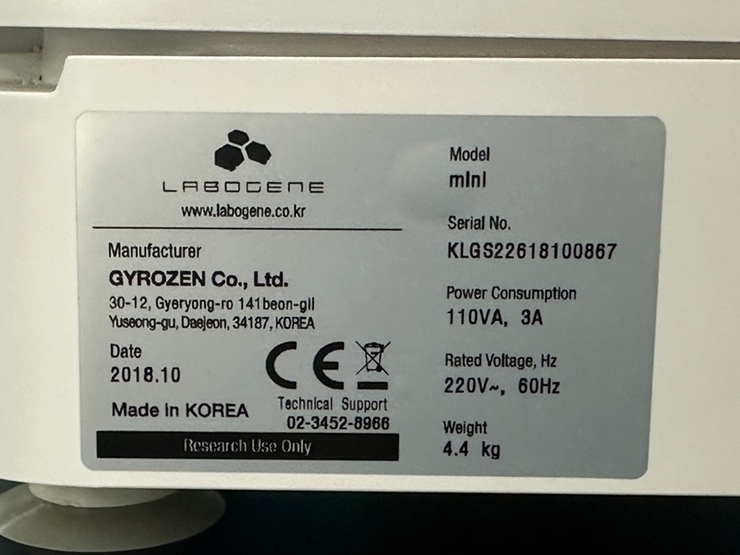 LABOGENE
www.labogene.co.kr
Manufacturer
GYROZEN Co., Ltd.
30-12, Gyeryong-ro 141beon-gil
Yuseong-gu, Daejeon, 34187, KOREA
Date
2018.10
CE
Made in KOREA
Technical Support
02-3452-8966
Research Use Only
Model
mini
Serial No.
KLGS22618100867
Power Consumption
110VA, 3A
Rated Voltage, Hz
220V~, 60Hz
Weight
4.4 kg